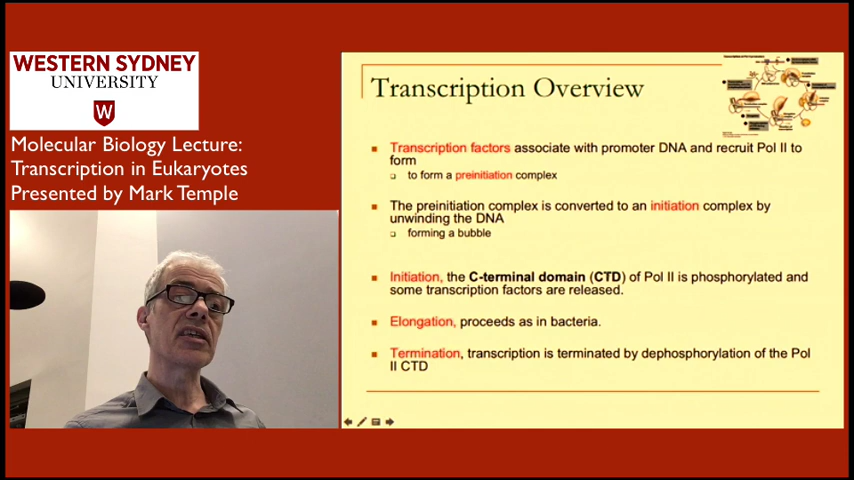 WESTERN SYDNEY
UNIVERSITY
W
Molecular Biology Lecture:
Transcription in Eukaryotes
Presented by Mark Temple
Transcription Overview
Transcription factors associate with promoter DNA and recruit Pol II to
form
to form a preinitiation complex
The preinitiation complex is converted to an initiation complex by
unwinding the DNA
forming a bubble
Initiation, the C-terminal domain (CTD) of Pol II is phosphorylated and
some transcription factors are released.
Elongation, proceeds as in bacteria.
Termination, transcription is terminated by dephosphorylation of the Pol
II CTD